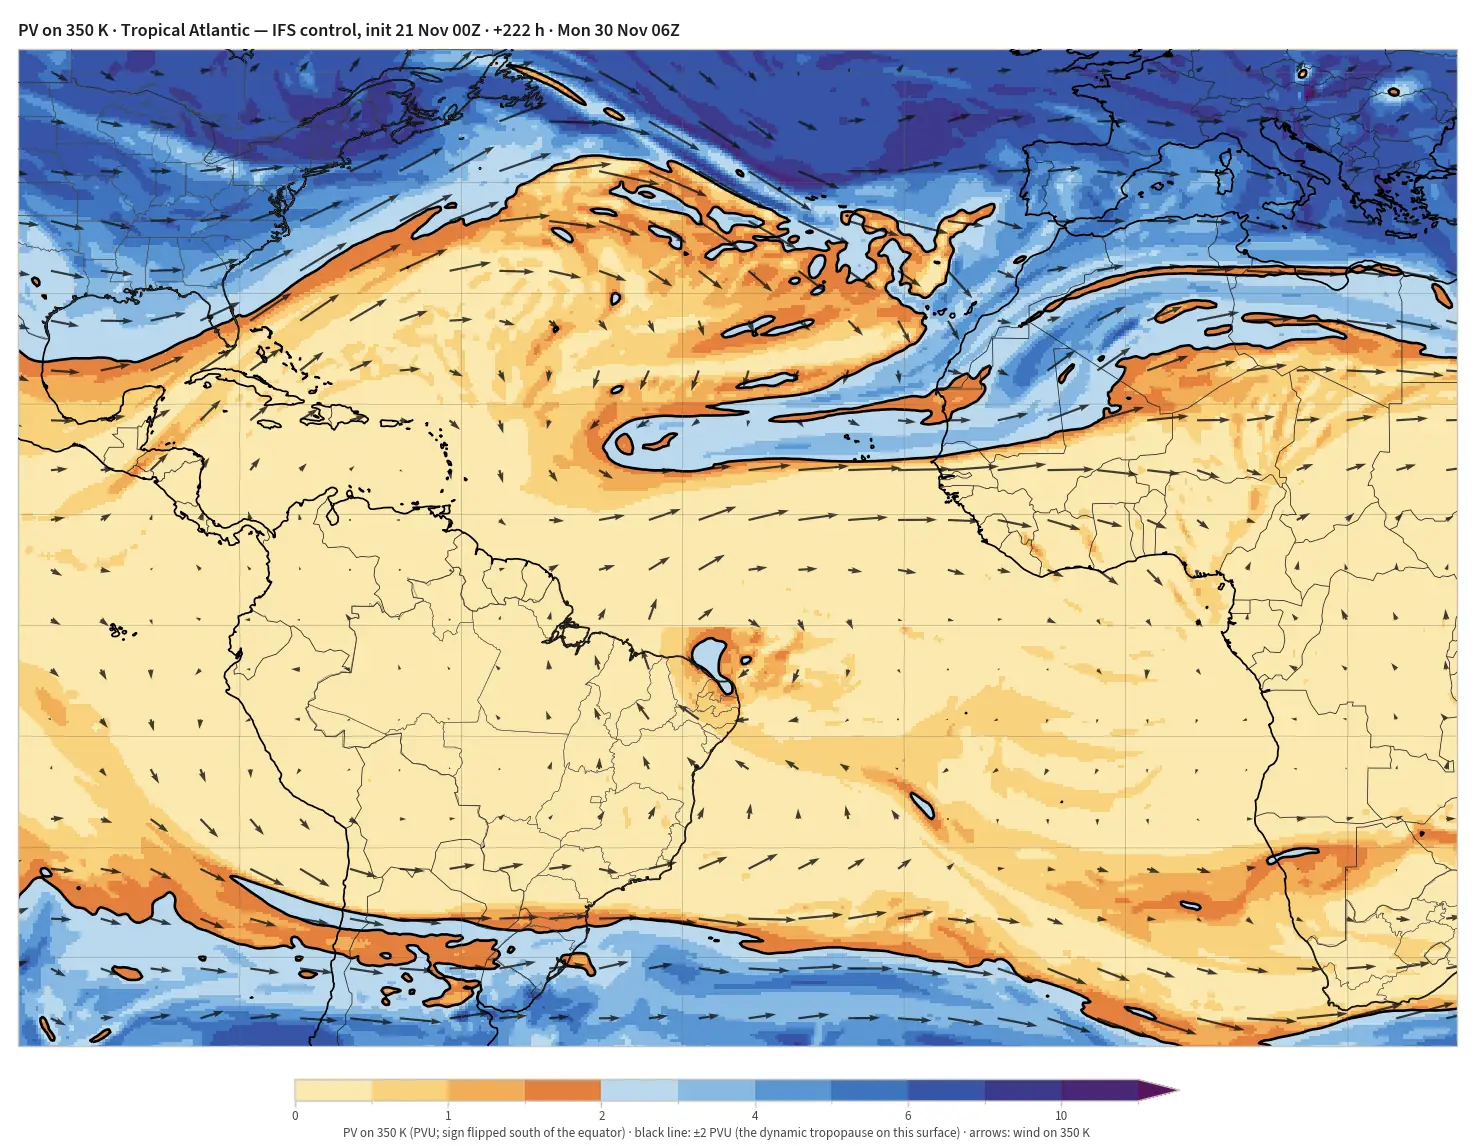 PV on 350 K · Tropical Atlantic — IFS control, init 21 Nov 00Z · +222 h · Mon 30 Nov 06Z
0 1 2 4 6 10
PV on 350 K (PVU; sign flipped south of the equator) · black line: ±2 PVU (the dynamic tropopause on this surface) · arrows: wind on 350 K